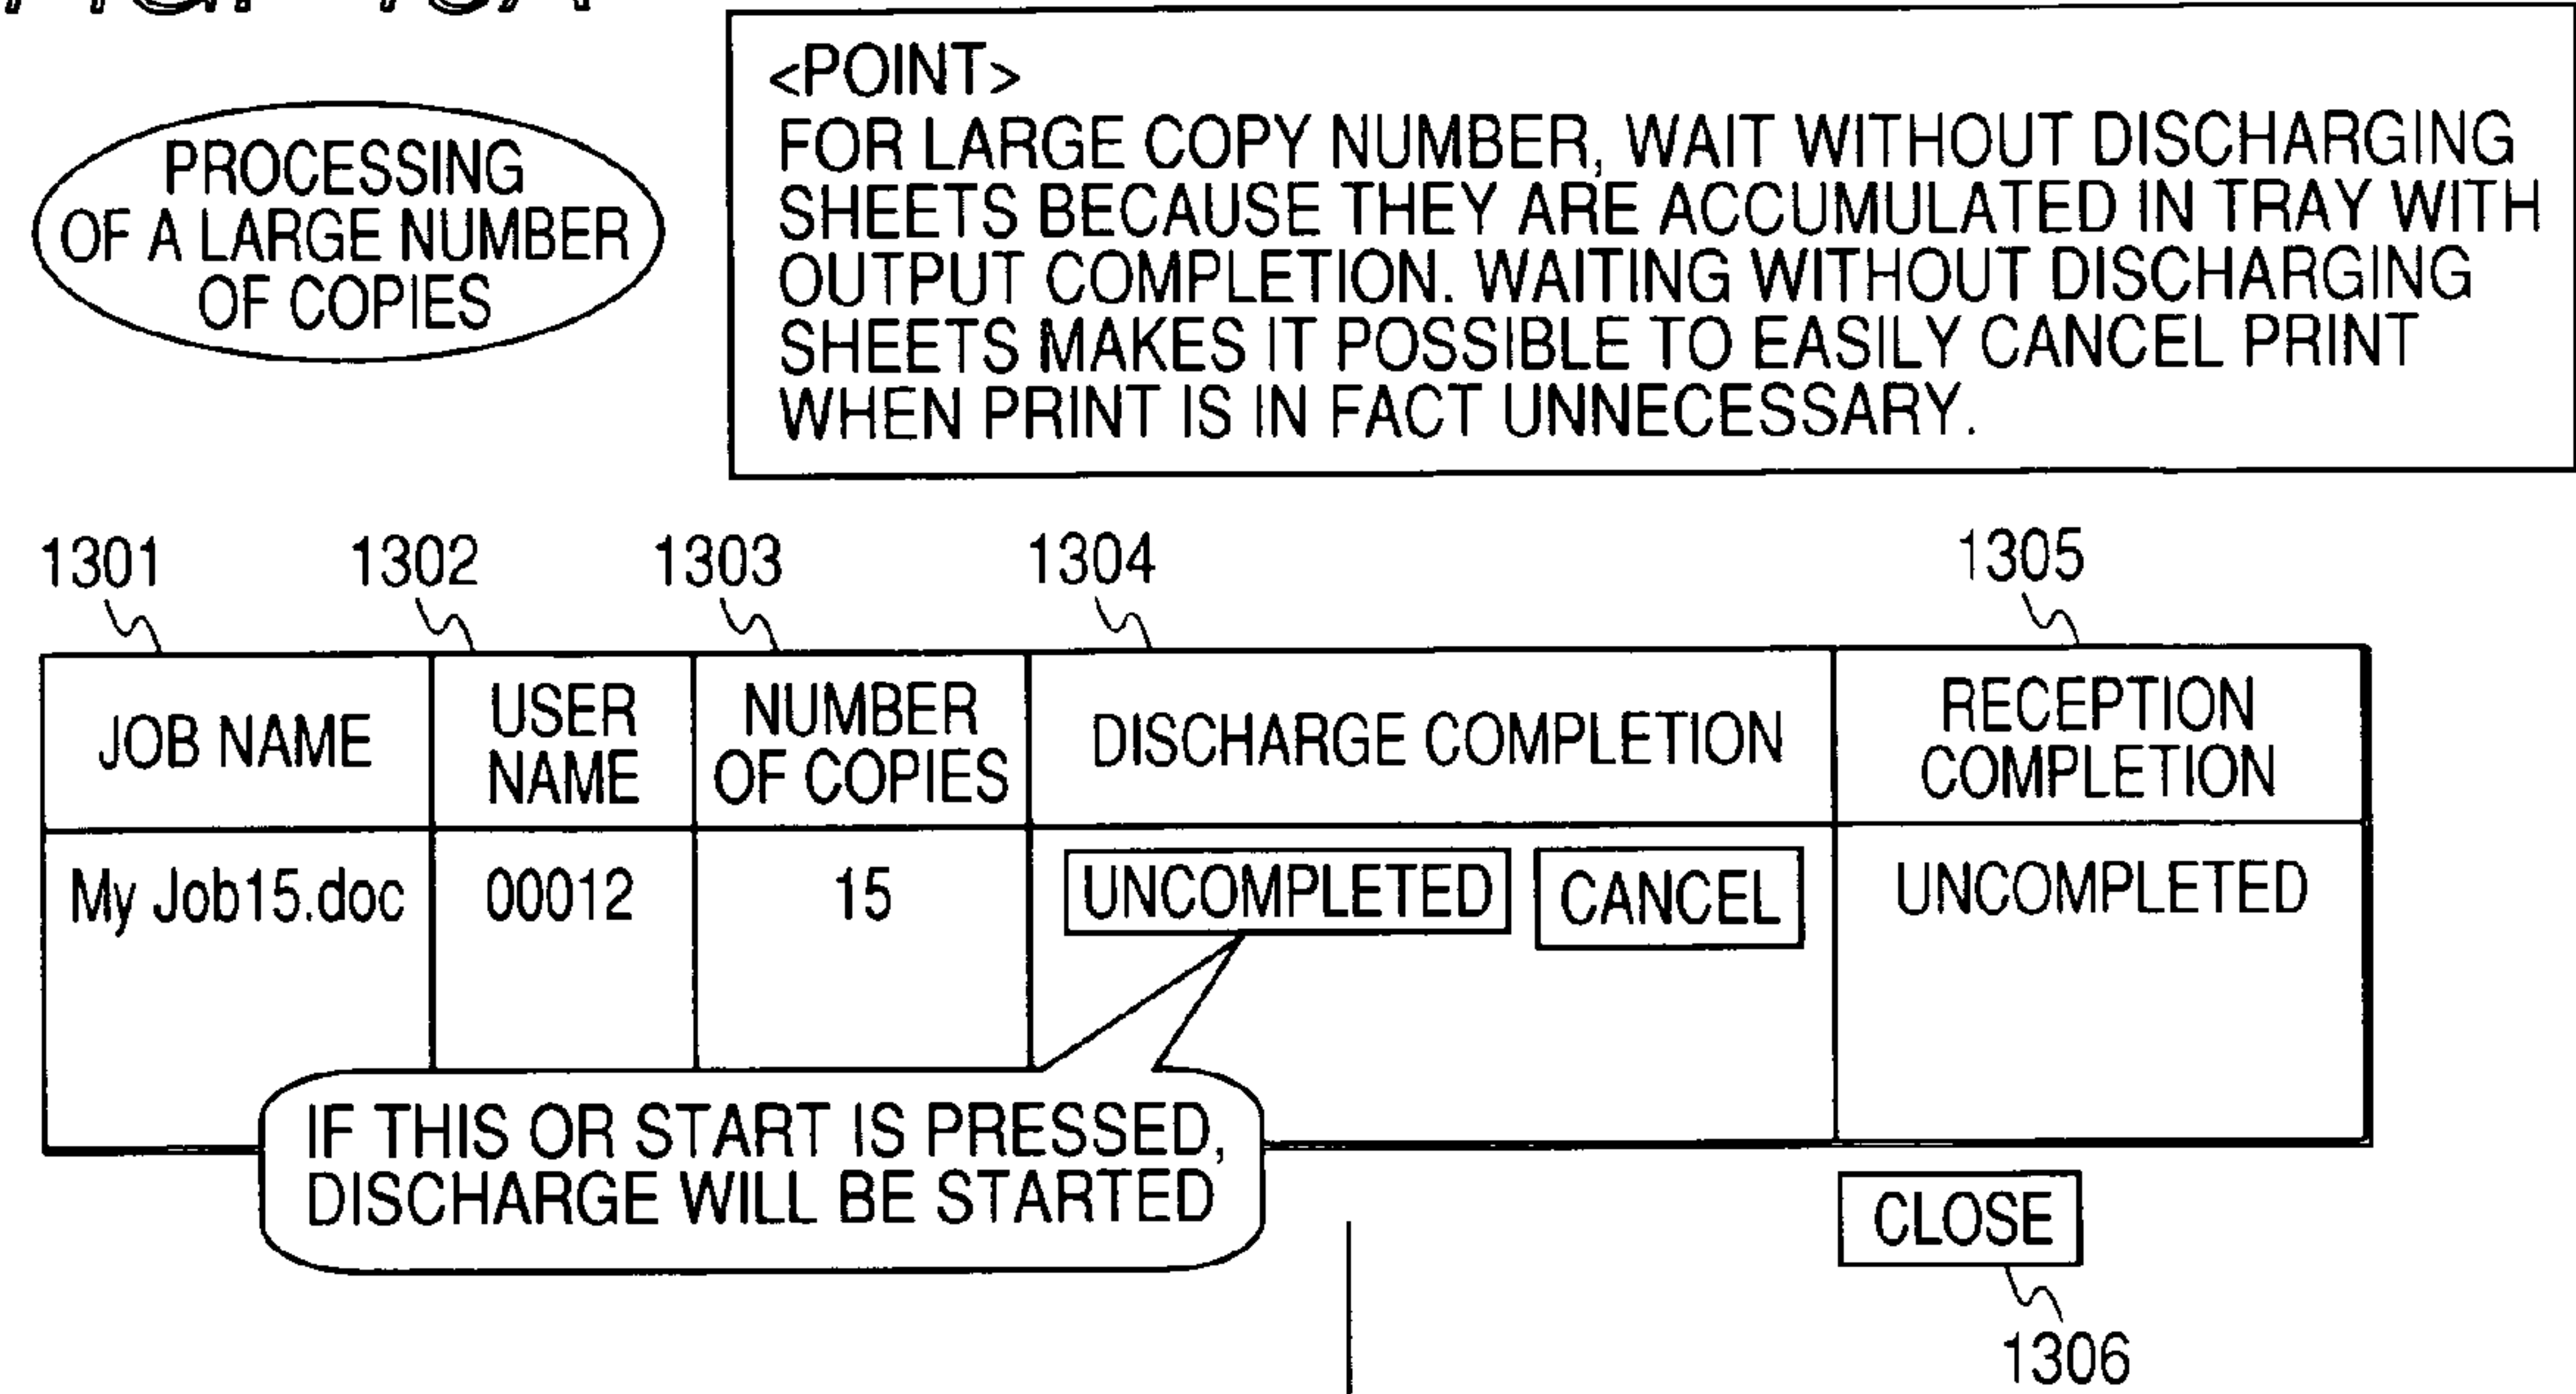 PROCESSING
OF A LARGE NUMBER
OF COPIES
<POINT>
FOR LARGE COPY NUMBER, WAIT WITHOUT DISCHARGING
SHEETS BECAUSE THEY ARE ACCUMULATED IN TRAY WITH
OUTPUT COMPLETION. WAITING WITHOUT DISCHARGING
SHEETS MAKES IT POSSIBLE TO EASILY CANCEL PRINT
WHEN PRINT IS IN FACT UNNECESSARY.
1301 1302 1303 1304 1305
JOB NAME
USER
NAME
NUMBER
OF COPIES
DISCHARGE COMPLETION
RECEPTION
COMPLETION
My Job15.doc 00012 15 UNCOMPLETED CANCEL UNCOMPLETED
IF THIS OR START IS PRESSED,
DISCHARGE WILL BE STARTED
CLOSE
1306